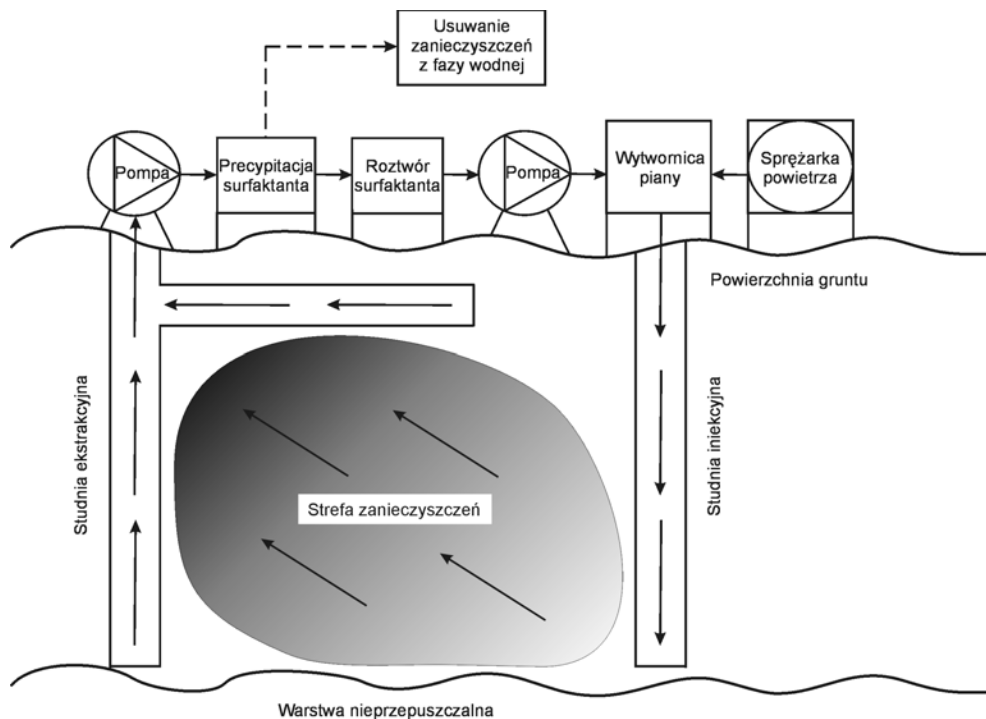 Usuwanie
zanieczyszczeń
z fazy wodnej
Pompa
Precypitacja
surfaktanta
Roztwór
surfaktanta
Pompa
Wytwornica
piany
Sprężarka
powietrza
Powierzchnia gruntu
Studnia ekstrakcyjna
Strefa zanieczyszczeń
Studnia iniekcyjna
Warstwa nieprzepuszczalna